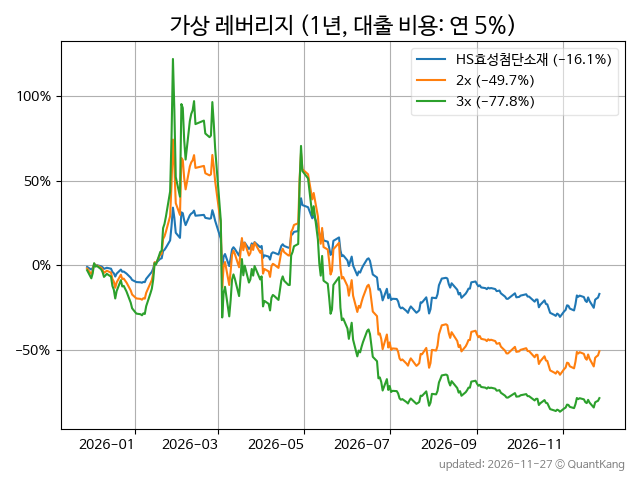 가상 레버리지 (1년, 대출 비용: 연 5%)
HS효성첨단소재 (−16.1%)
2x (−49.7%)
3x (−77.8%)
100%
50%
0%
−50%
2026-01 2026-03 2026-05 2026-07 2026-09 2026-11
updated: 2026-11-27 © QuantKang